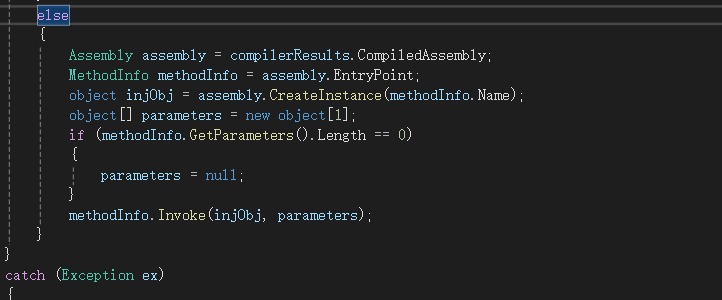 else
{
Assembly assembly = compilerResults.CompiledAssembly;
MethodInfo methodInfo = assembly.EntryPoint;
object injObj = assembly.CreateInstance(methodInfo.Name);
object[] parameters = new object[1];
if (methodInfo.GetParameters().Length == 0)
{
parameters = null;
}
methodInfo.Invoke(injObj, parameters);
}
}
catch (Exception ex)
{